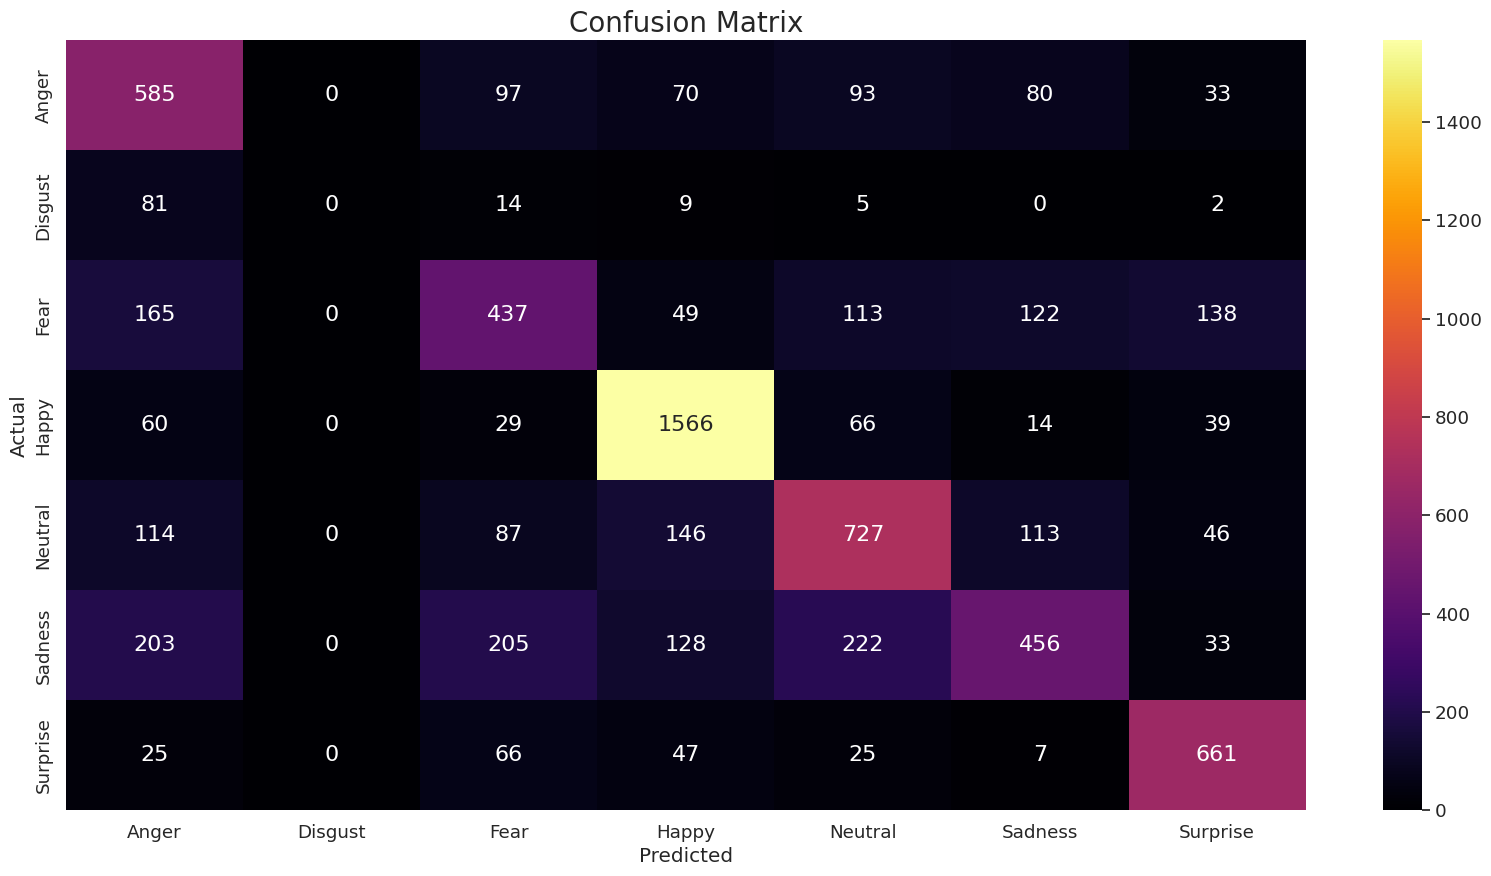 Confusion Matrix
Anger 585 0 97 70 93 80 33
Disgust 81 0 14 9 5 0 2
Fear 165 0 437 49 113 122 138
Happy 60 0 29 1566 66 14 39
Neutral 114 0 87 146 727 113 46
Sadness 203 0 205 128 222 456 33
Surprise 25 0 66 47 25 7 661
Actual
Anger Disgust Fear Happy Neutral Sadness Surprise
Predicted
1400
1200
1000
800
600
400
200
0